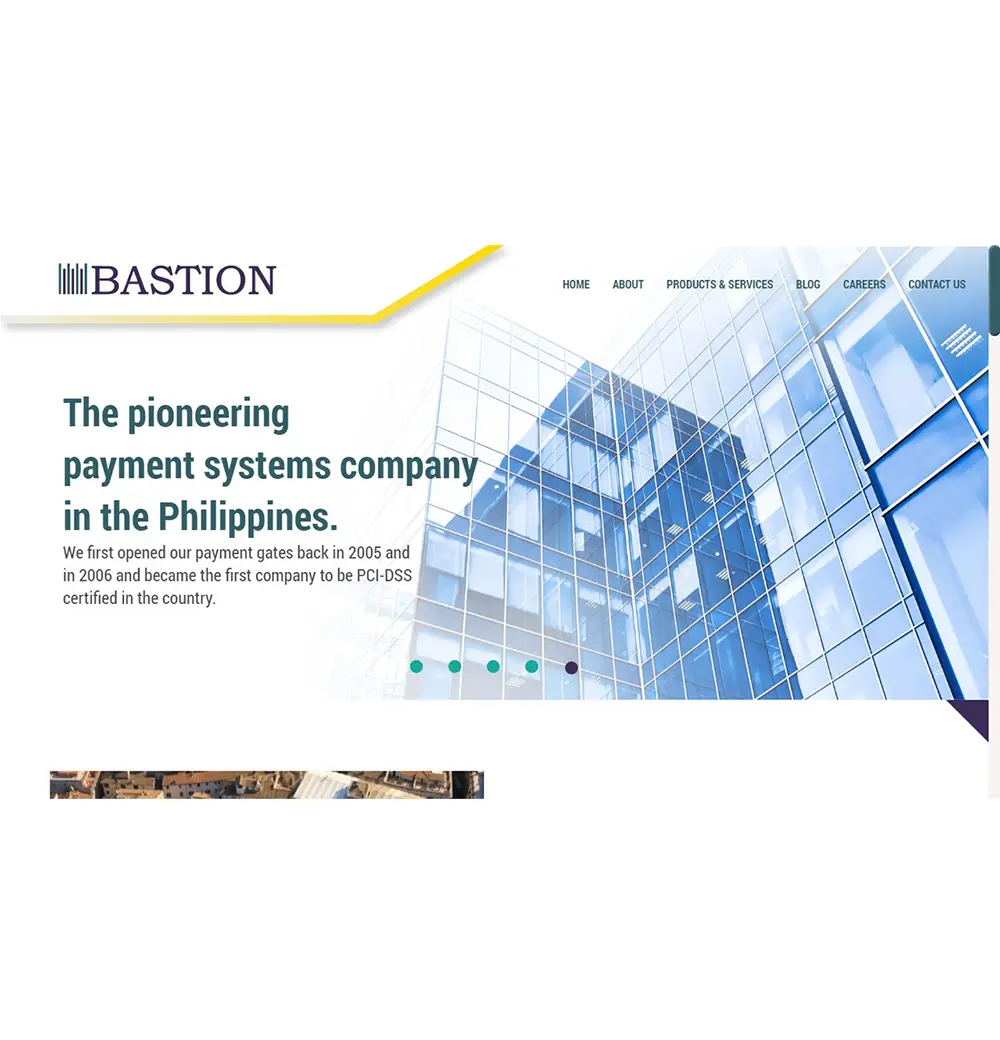 BASTION
HOME ABOUT PRODUCTS & SERVICES BLOG CAREERS CONTACT US
The pioneering
payment systems company
in the Philippines.
We first opened our payment gates back in 2005 and
in 2006 and became the first company to be PCI-DSS
certified in the country.